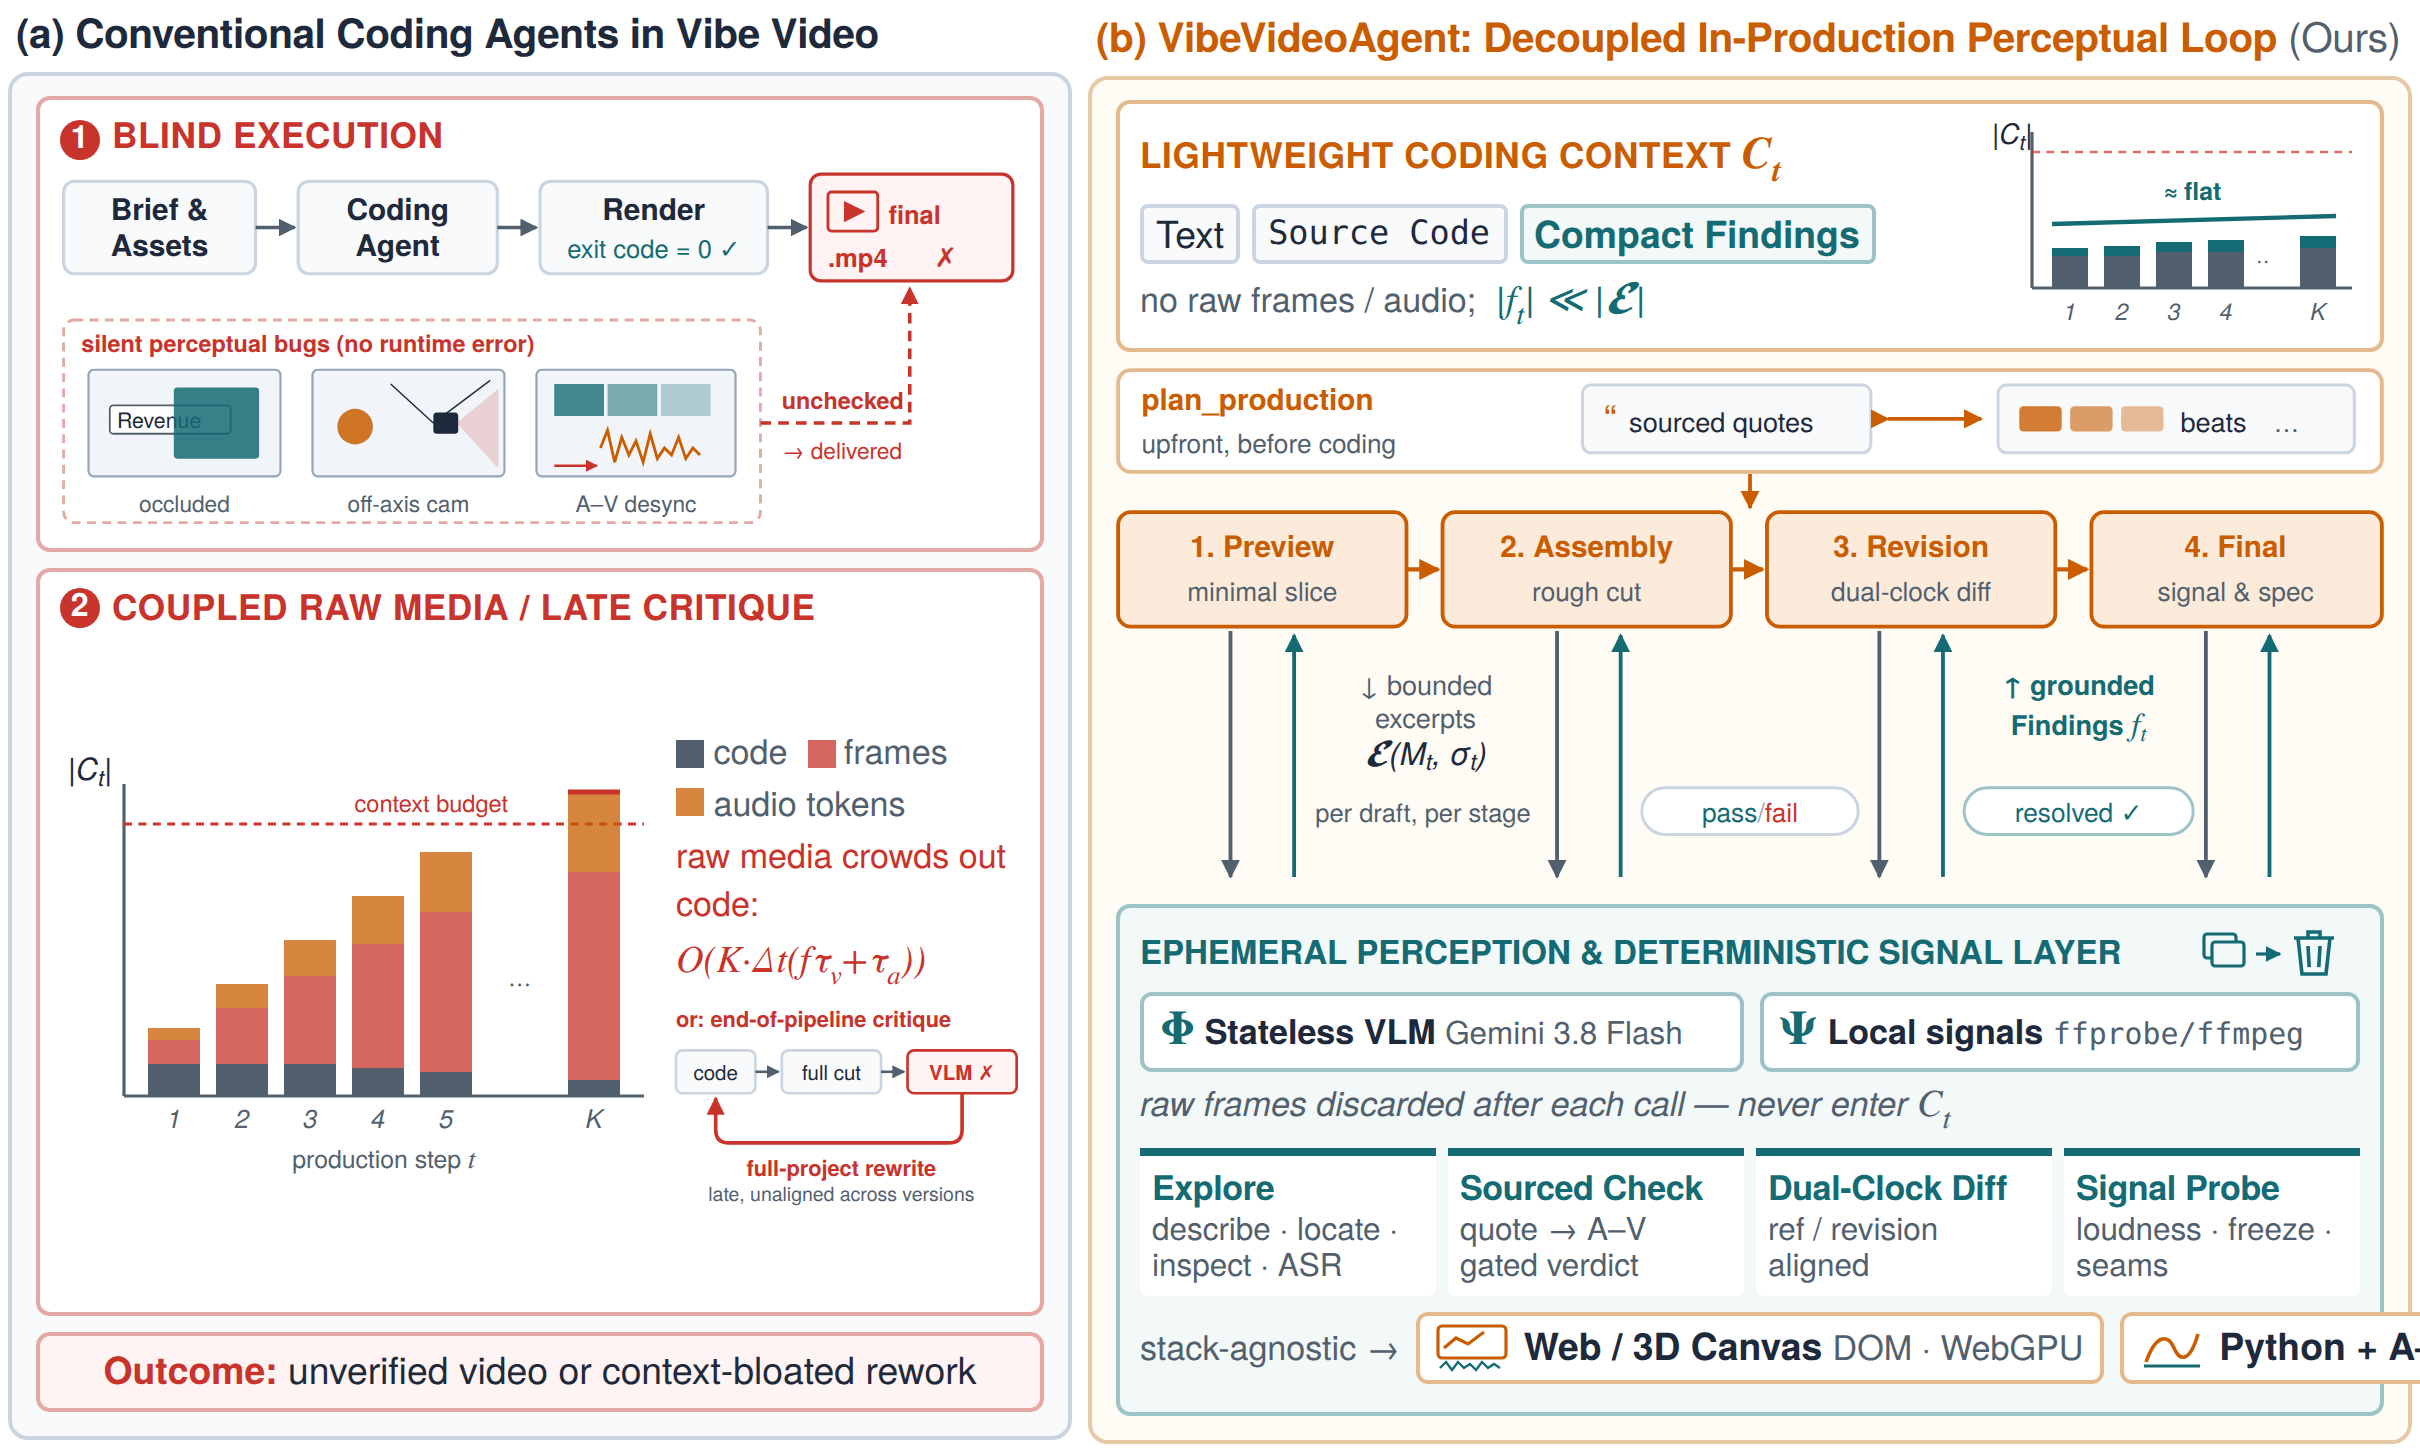 (a) Conventional Coding Agents in Vibe Video
1 BLIND EXECUTION
Brief &
Assets
Coding
Agent
Render
exit code = 0 ✓
final
.mp4 ✗
silent perceptual bugs (no runtime error)
Revenue
occluded
off-axis cam
A–V desync
unchecked
→ delivered
2 COUPLED RAW MEDIA / LATE CRITIQUE
|Cₜ|
context budget
...
1 2 3 4 5 K
production step t
code frames
audio tokens
raw media crowds out
code:
O(K·Δt(fτᵥ+τₐ))
or: end-of-pipeline critique
code
full cut
VLM ✗
full-project rewrite
late, unaligned across versions
Outcome: unverified video or context-bloated rework
(b) VibeVideoAgent: Decoupled In-Production Perceptual Loop (Ours)
LIGHTWEIGHT CODING CONTEXT Cₜ
Text
Source Code
Compact Findings
no raw frames / audio; |fₜ| ≪ |ℰ|
|Cₜ|
≈ flat
..
1 2 3 4 K
plan_production
upfront, before coding
“ sourced quotes
beats ...
1. Preview
minimal slice
2. Assembly
rough cut
3. Revision
dual-clock diff
4. Final
signal & spec
↓ bounded
excerpts
ℰ(Mₜ, σₜ)
per draft, per stage
pass/fail
↑ grounded
Findings fₜ
resolved ✓
EPHEMERAL PERCEPTION & DETERMINISTIC SIGNAL LAYER
Φ Stateless VLM Gemini 3.8 Flash
Ψ Local signals ffprobe/ffmpeg
raw frames discarded after each call — never enter Cₜ
Explore
describe · locate ·
inspect · ASR
Sourced Check
quote → A–V
gated verdict
Dual-Clock Diff
ref / revision
aligned
Signal Probe
loudness · freeze ·
seams
stack-agnostic →
Web / 3D Canvas DOM · WebGPU
Python + A-